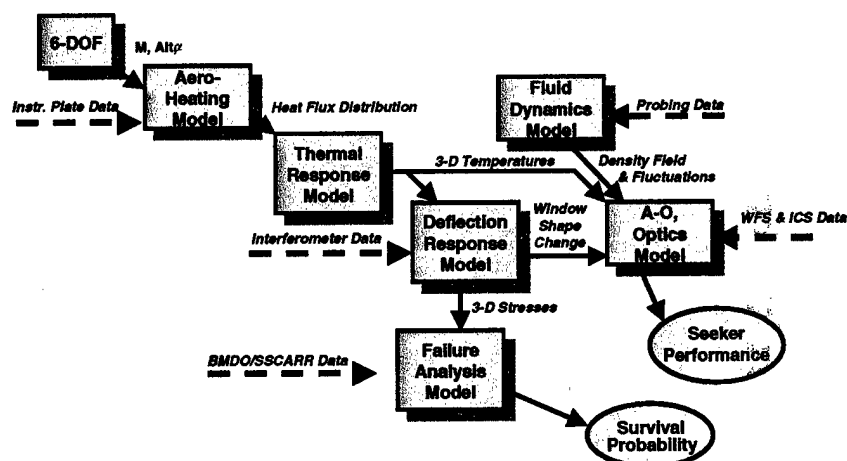 6-DOF
M, Altα
Aero-
Heating
Model
Instr. Plate Data
Heat Flux Distribution
Fluid
Dynamics
Model
Probing Data
Thermal
Response
Model
3-D Temperatures
Density Field
& Fluctuations
Deflection
Response
Model
Window
Shape
Change
A-O,
Optics
Model
WFS & ICS Data
Interferometer Data
3-D Stresses
Seeker
Performance
BMDO/SSCARR Data
Failure
Analysis
Model
Survival
Probability